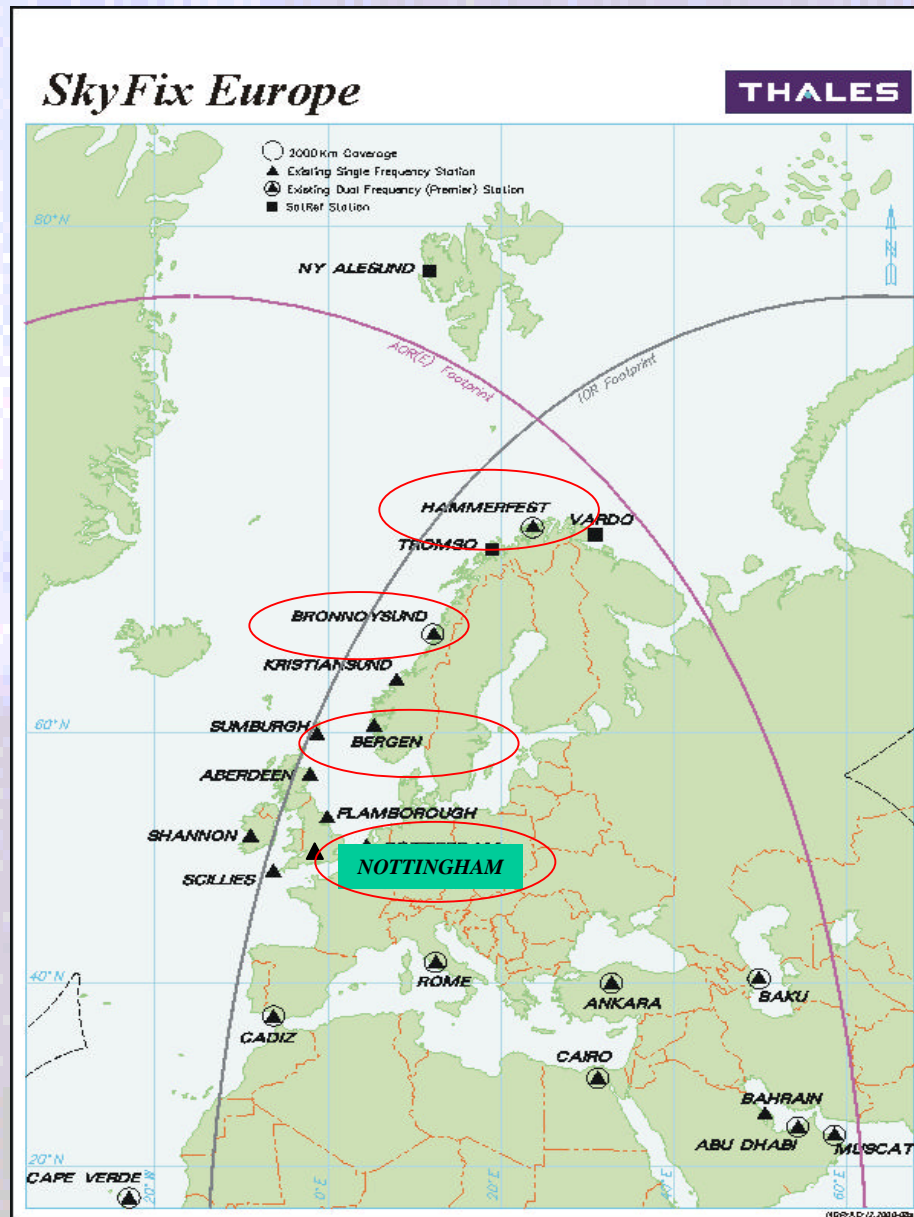 SkyFix Europe
THALES
2000Km Coverage
Existing Single Frequency Station
Existing Dual Frequency (Premier) Station
SatRef Station
80°N
N
NY ALESUND
AOR(E) Footprint
IOR Footprint
HAMMERFEST
VARDO
TROMSO
BRONNOYSUND
KRISTIANSUND
60°N
SUMBURGH
BERGEN
ABERDEEN
FLAMBOROUGH
SHANNON
NOTTINGHAM
SCILLIES
40°N
ROME
ANKARA
BAKU
CADIZ
CAIRO
BAHRAIN
ABU DHABI
MUSCAT
20°N
CAPE VERDE
20°W
0°E
20°E
60°E